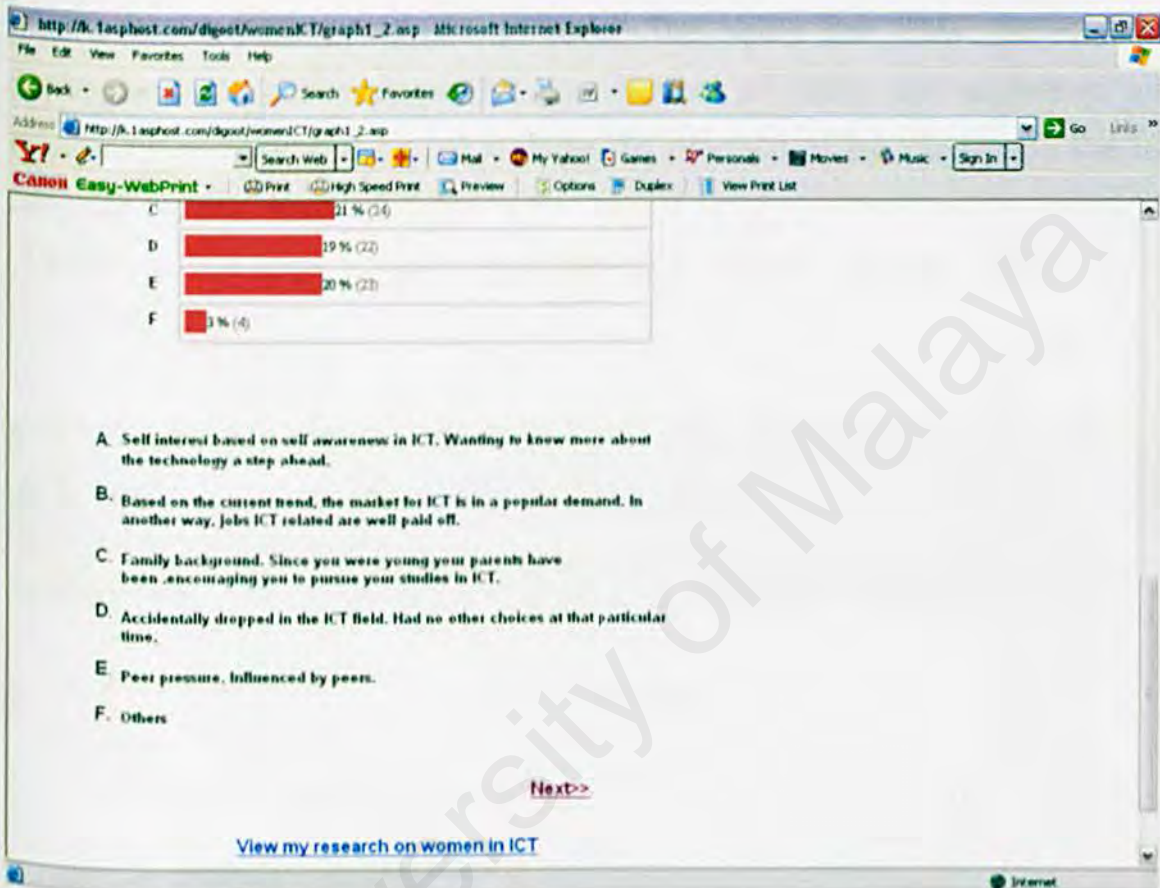 http://k.1asphost.com/digoot/womenICT/graph1_2.asp Microsoft Internet Explorer
File Edit View Favorites Tools Help
Back Search Favorites
Address http://k.1asphost.com/digoot/womenICT/graph1_2.asp Go Links »
Y! Search Web Mail My Yahoo! Games Personals Movies Music Sign In
Canon Easy-WebPrint Print High Speed Print Preview Options Duplex View Print List
C 21 % (24)
D 19 % (22)
E 20 % (23)
F 3 % (4)
A. Self interest based on self awareness in ICT. Wanting to know more about
the technology a step ahead.
B. Based on the current trend, the market for ICT is in a popular demand. In
another way, jobs ICT related are well paid off.
C. Family background. Since you were young your parents have
been .encouraging you to pursue your studies in ICT.
D. Accidentally dropped in the ICT field. Had no other choices at that particular
time.
E. Peer pressure. Influenced by peers.
F. Others
Next>>
View my research on women in ICT
Internet
University of Malaya